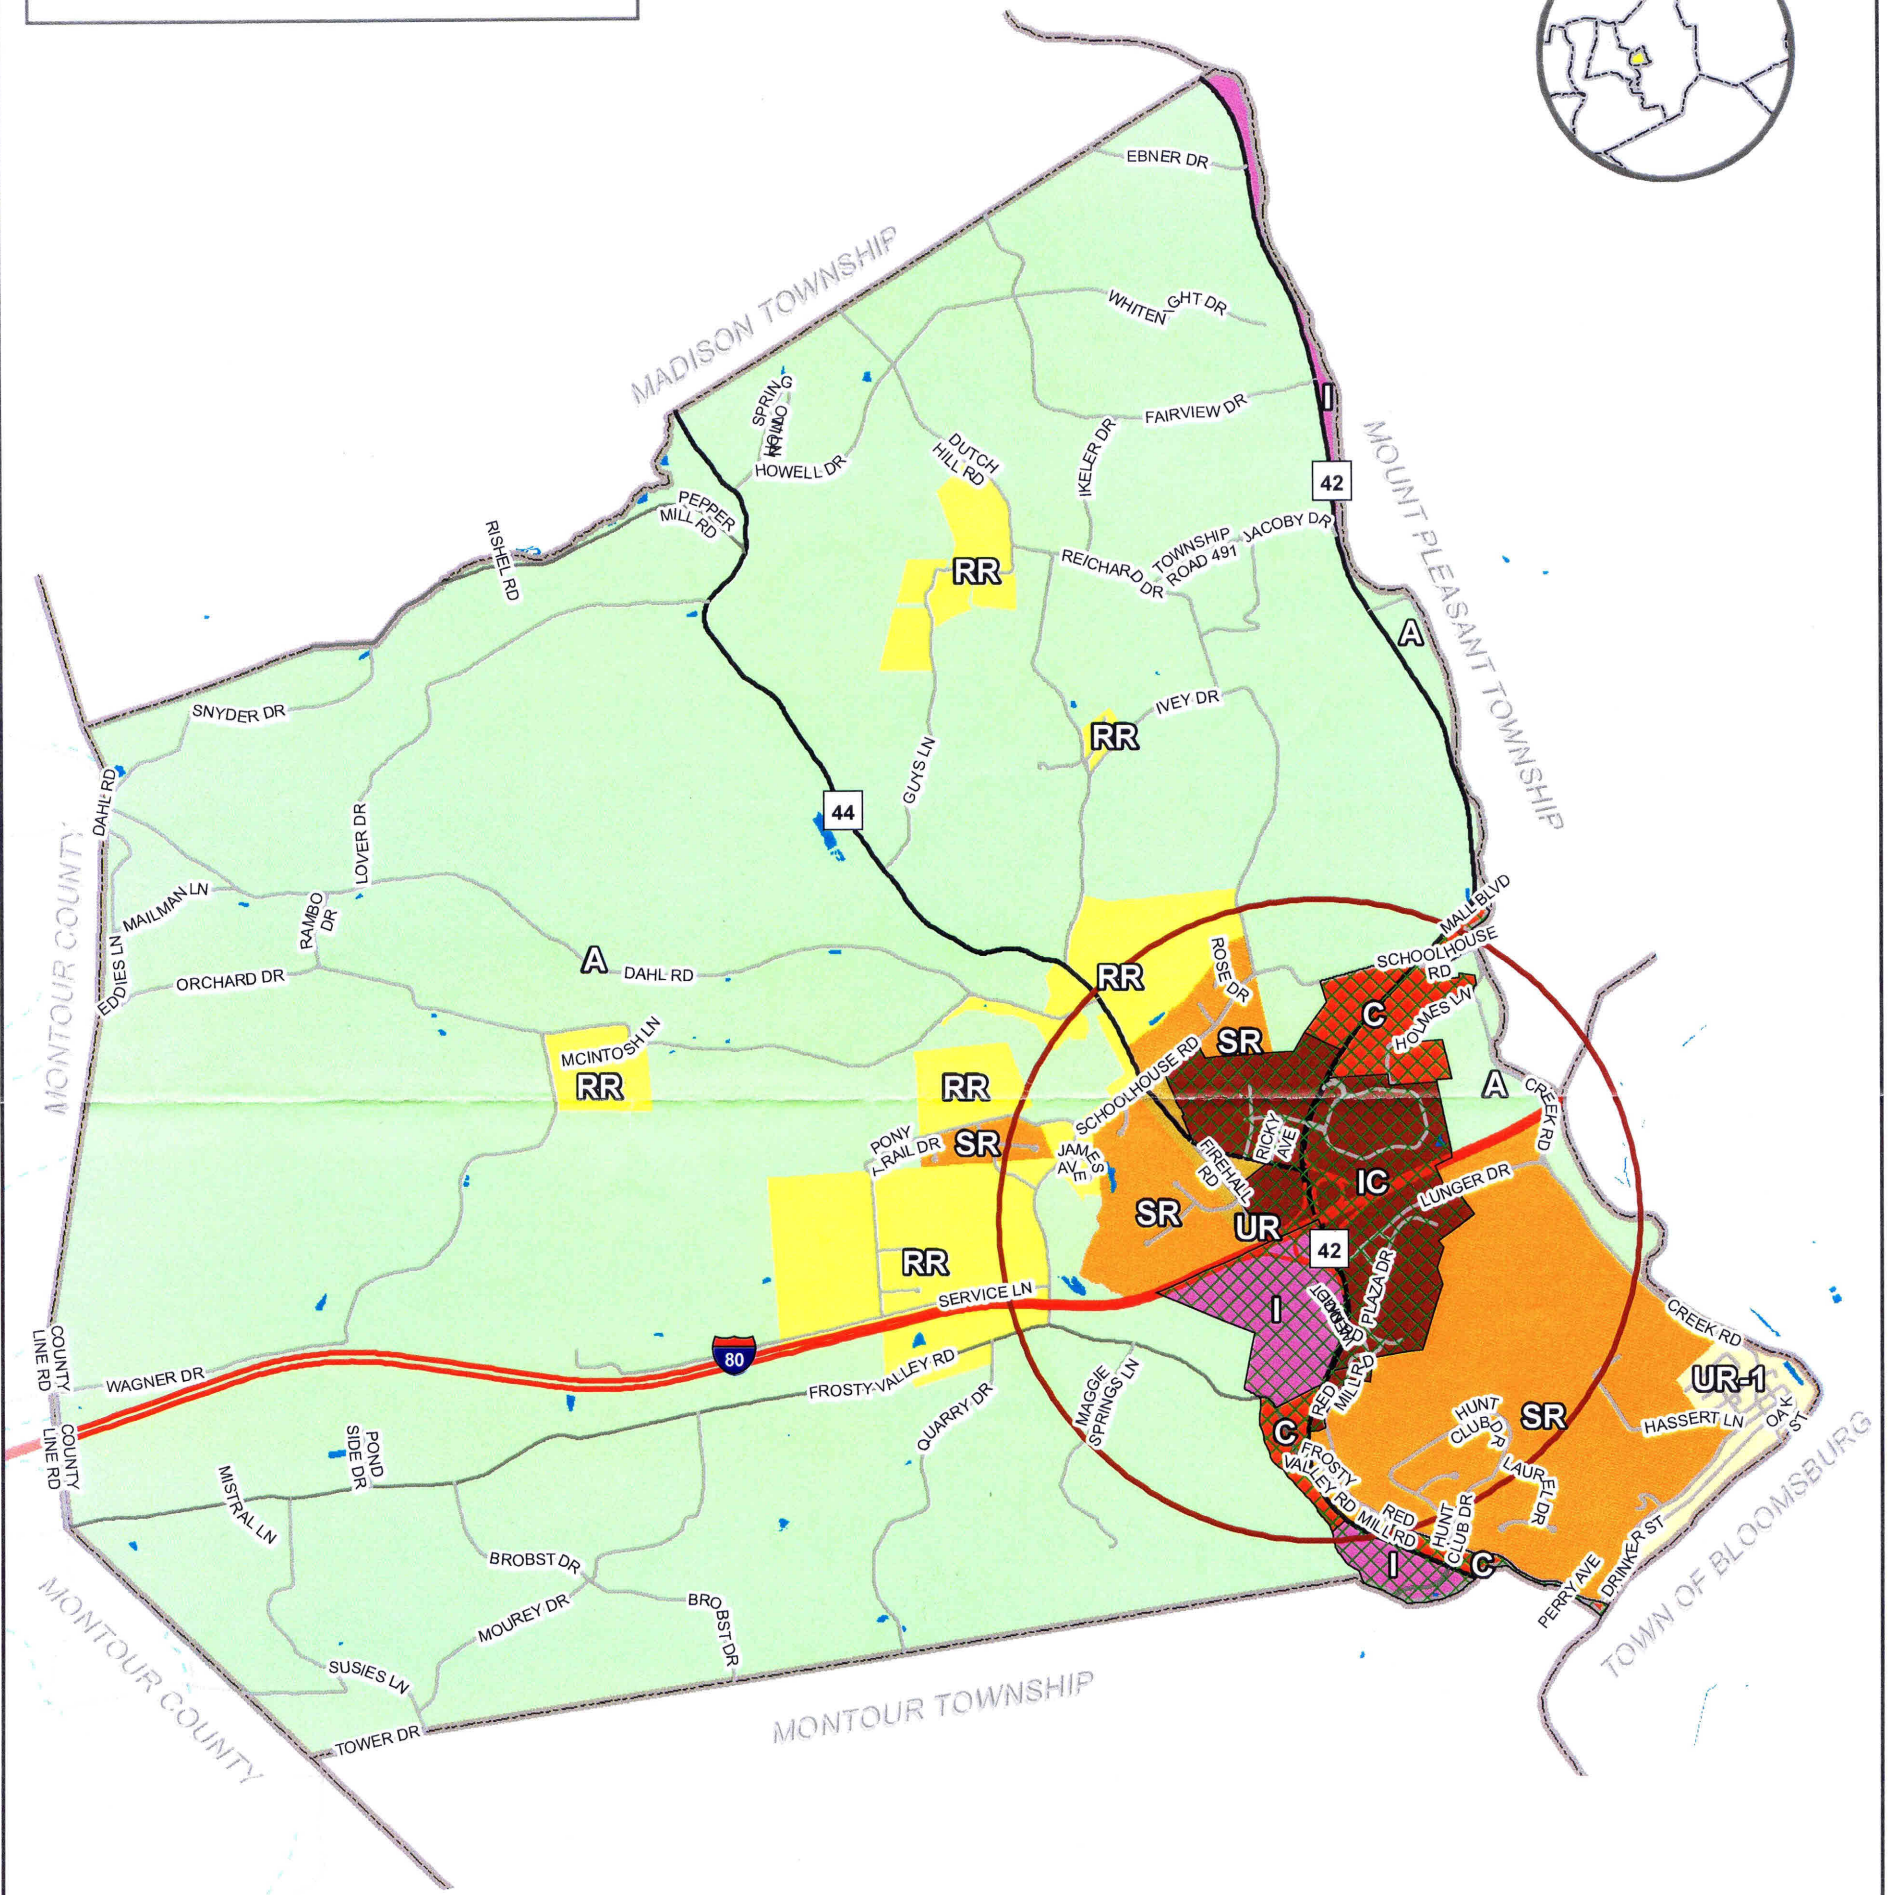 EBNER DR
MADISON TOWNSHIP
WHITEN
GHT DR
SPRING
HOLLOW
LN
HOWELL DR
DUTCH
HILL RD
IKELER DR
FAIRVIEW DR
I
42
MOUNT PLEASANT TOWNSHIP
PEPPER
MILL RD
RISHEL RD
RR
REICHARD DR
TOWNSHIP
ROAD 491
JACOBY DR
A
SNYDER DR
RR
IVEY DR
GUYS LN
44
DAHL RD
LOVER DR
MONTOUR COUNTY
MAILMAN LN
RAMBO
DR
EDDIES LN
ORCHARD DR
A
DAHL RD
MALL BLVD
SCHOOLHOUSE
RD
ROSE DR
RR
C
HOLMES LN
MCINTOSH LN
RR
RR
SR
SCHOOLHOUSE RD
A
CREEK RD
PONY
TRAIL DR
SR
JAMES
AVE
FIREHALL
RD
RICKY
AVE
IC
LUNGER DR
SR
UR
42
RR
SERVICE LN
I
PLAZA DR
COUNTY
LINE RD
WAGNER DR
80
FROSTY VALLEY RD
QUARRY DR
MAGGIE
SPRINGS LN
RED
MILL RD
CREEK RD
UR-1
SR
HUNT
CLUB DR
HASSERT LN
OAK
ST
C
FROSTY
VALLEY RD
LAUREL DR
COUNTY
LINE RD
POND
SIDE DR
MISTRAL LN
RED
MILL RD
HUNT
CLUB DR
I
C
DRINKER ST
PERRY AVE
TOWN OF BLOOMSBURG
BROBST DR
MOUREY DR
BROBST DR
MONTOUR COUNTY
SUSIES LN
TOWER DR
MONTOUR TOWNSHIP